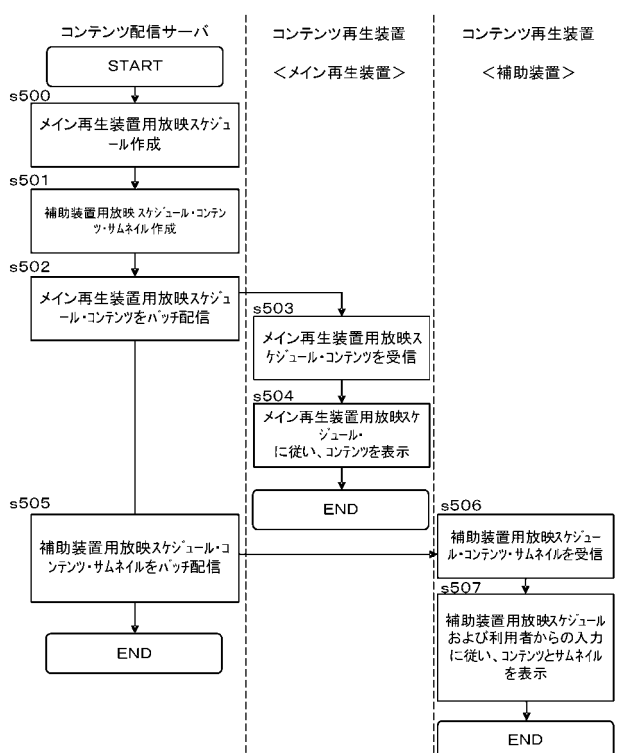 コンテンツ配信サーバ
コンテンツ再生装置
<メイン再生装置>
コンテンツ再生装置
<補助装置>
START
s500
メイン再生装置用放映スケジュ
ール作成
s501
補助装置用放映スケジュール・コンテン
ツ・サムネイル作成
s502
メイン再生装置用放映スケジュ
ール・コンテンツをバッチ配信
s503
メイン再生装置用放映ス
ケジュール・コンテンツを受信
s504
メイン再生装置用放映スケ
ジュール・
に従い、コンテンツを表示
END
s505
補助装置用放映スケジュール・コ
ンテンツ・サムネイルをバッチ配信
END
s506
補助装置用放映スケジュー
ル・コンテンツ・サムネイルを受信
s507
補助装置用放映スケジュール
および利用者からの入力
に従い、コンテンツとサムネイル
を表示
END